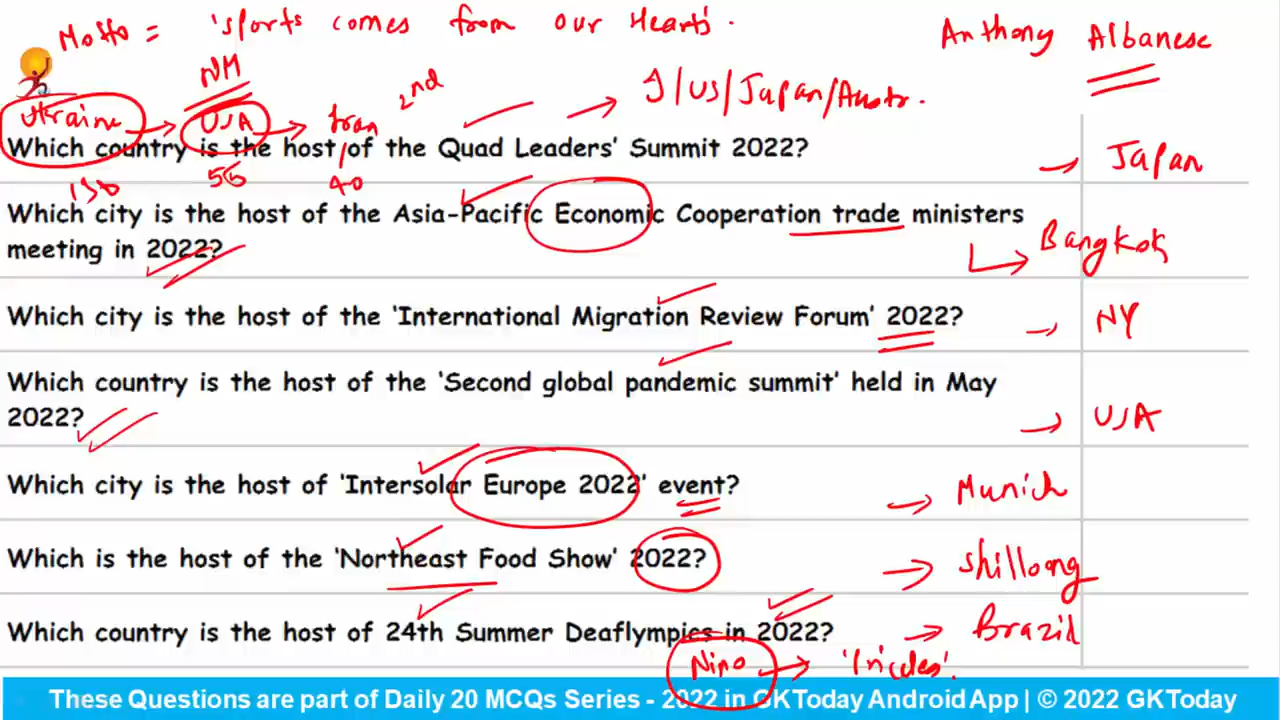 Motto = 'sports comes from our Hearts'.
Anthony Albanese
NM
2nd
I/US/Japan/Austr.
Ukraine → USA → Iran
Which country is the host of the Quad Leaders' Summit 2022?
→ Japan
130 56 40
Which city is the host of the Asia-Pacific Economic Cooperation trade ministers
meeting in 2022?
Bangkok
Which city is the host of the 'International Migration Review Forum' 2022?
→ NY
Which country is the host of the 'Second global pandemic summit' held in May
2022?
→ USA
Which city is the host of 'Intersolar Europe 2022' event?
→ Munich
Which is the host of the 'Northeast Food Show' 2022?
→ Shilloang
Which country is the host of 24th Summer Deaflympics in 2022?
→ Brazil
Nino →
These Questions are part of Daily 20 MCQs Series - 2022 in GKToday Android App | © 2022 GKToday